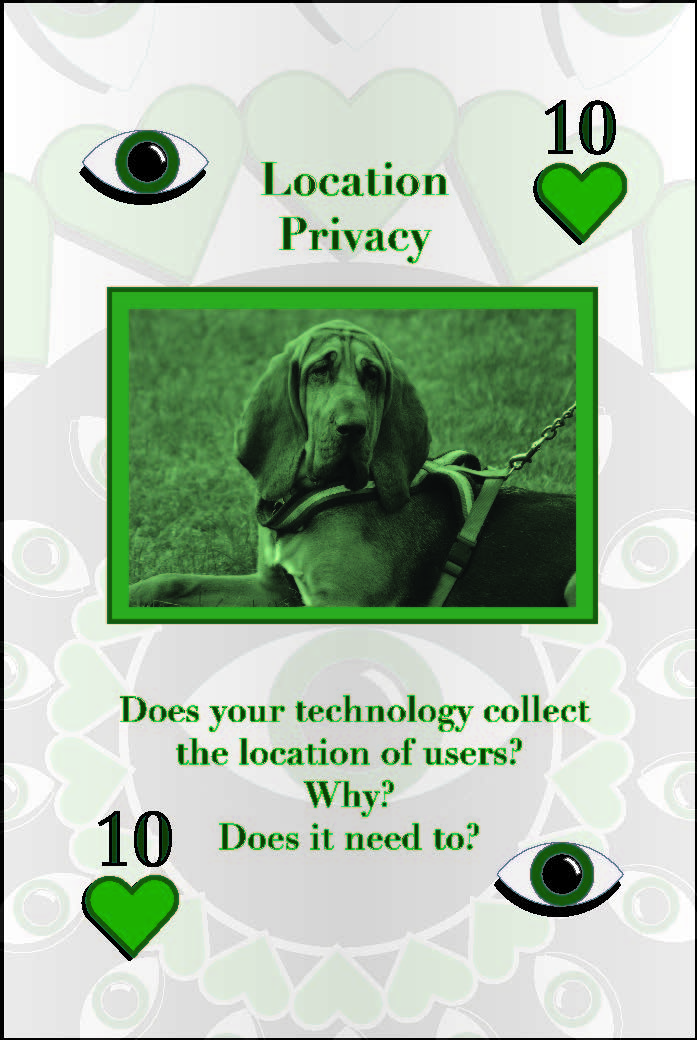 10
Location
Privacy
Does your technology collect
the location of users?
Why?
Does it need to?
10